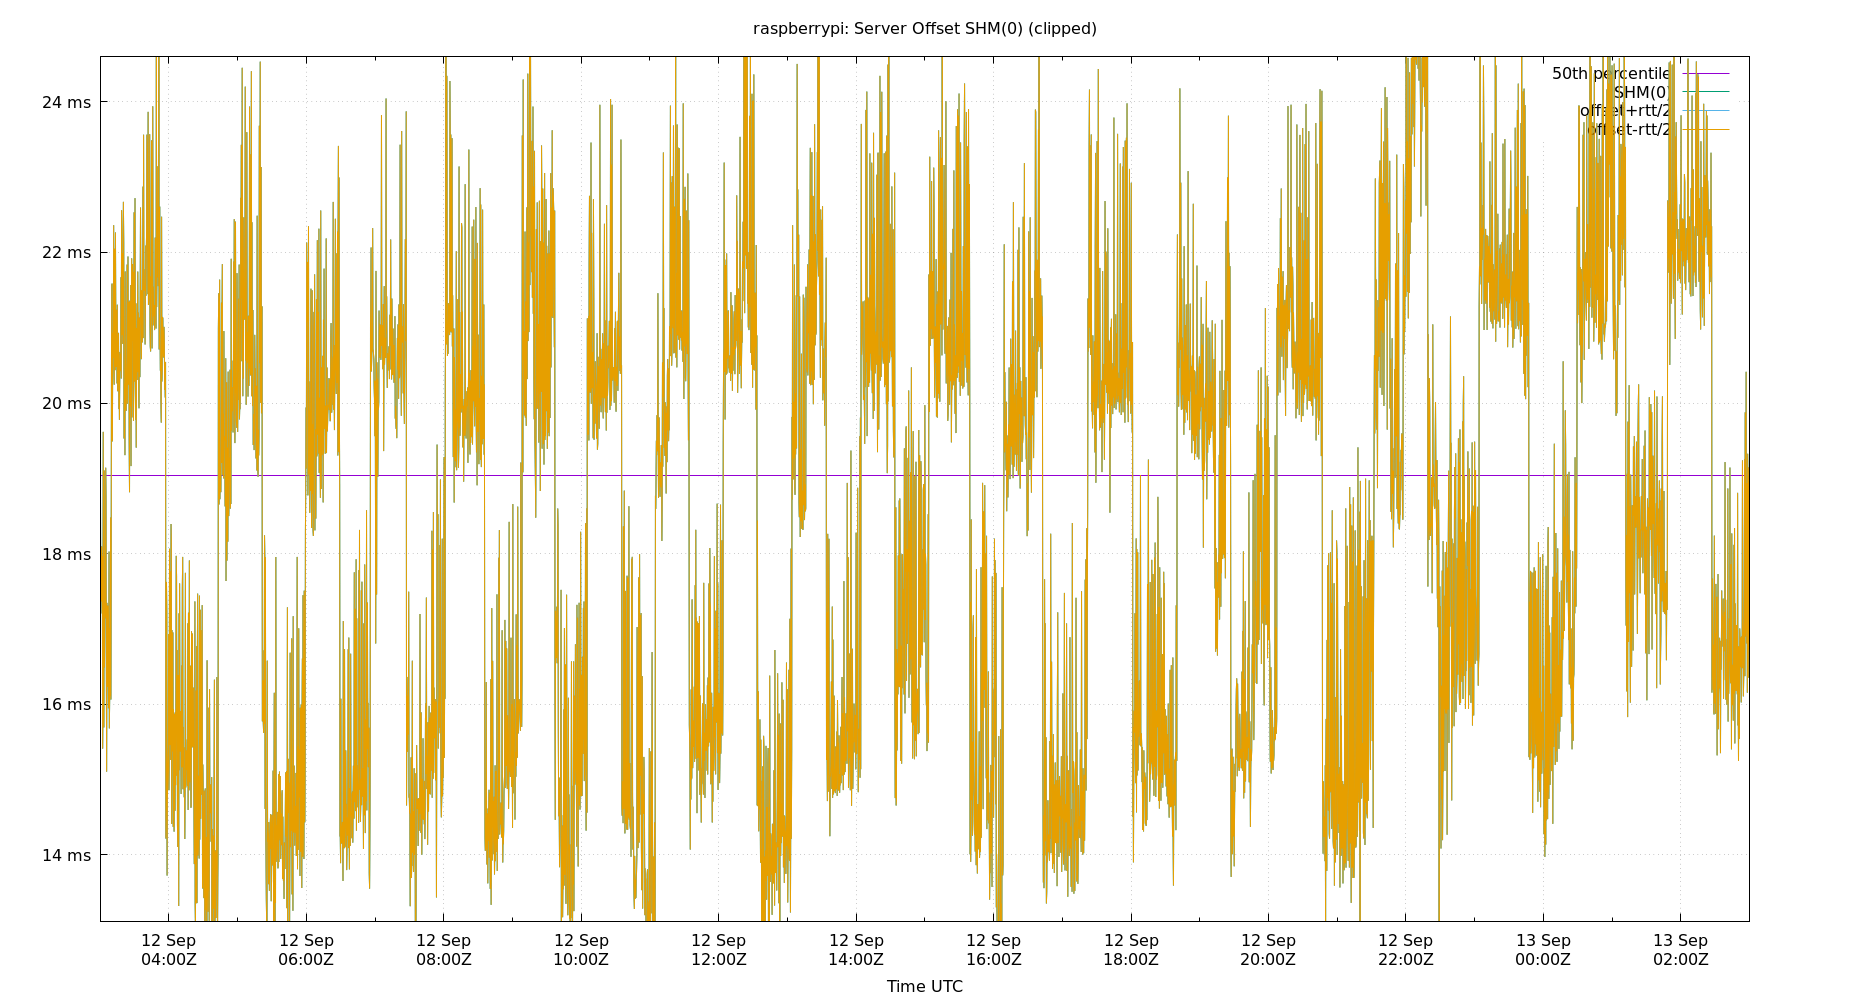 raspberrypi: Server Offset SHM(0) (clipped)
50th percentile
SHM(0)
offset+rtt/2
offset-rtt/2
24 ms
22 ms
20 ms
18 ms
16 ms
14 ms
12 Sep 12 Sep 12 Sep 12 Sep 12 Sep 12 Sep 12 Sep 12 Sep 12 Sep 12 Sep 13 Sep 13 Sep
04:00Z 06:00Z 08:00Z 10:00Z 12:00Z 14:00Z 16:00Z 18:00Z 20:00Z 22:00Z 00:00Z 02:00Z
Time UTC